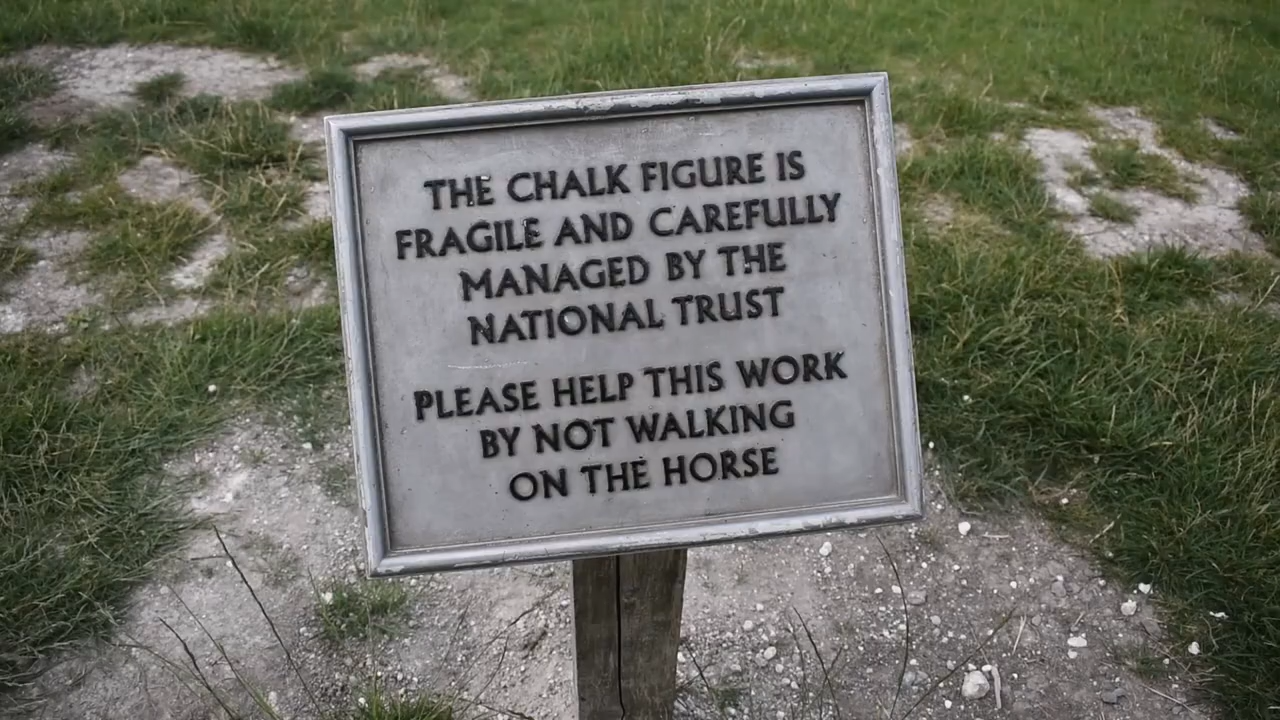 THE CHALK FIGURE IS
FRAGILE AND CAREFULLY
MANAGED BY THE
NATIONAL TRUST
PLEASE HELP THIS WORK
BY NOT WALKING
ON THE HORSE